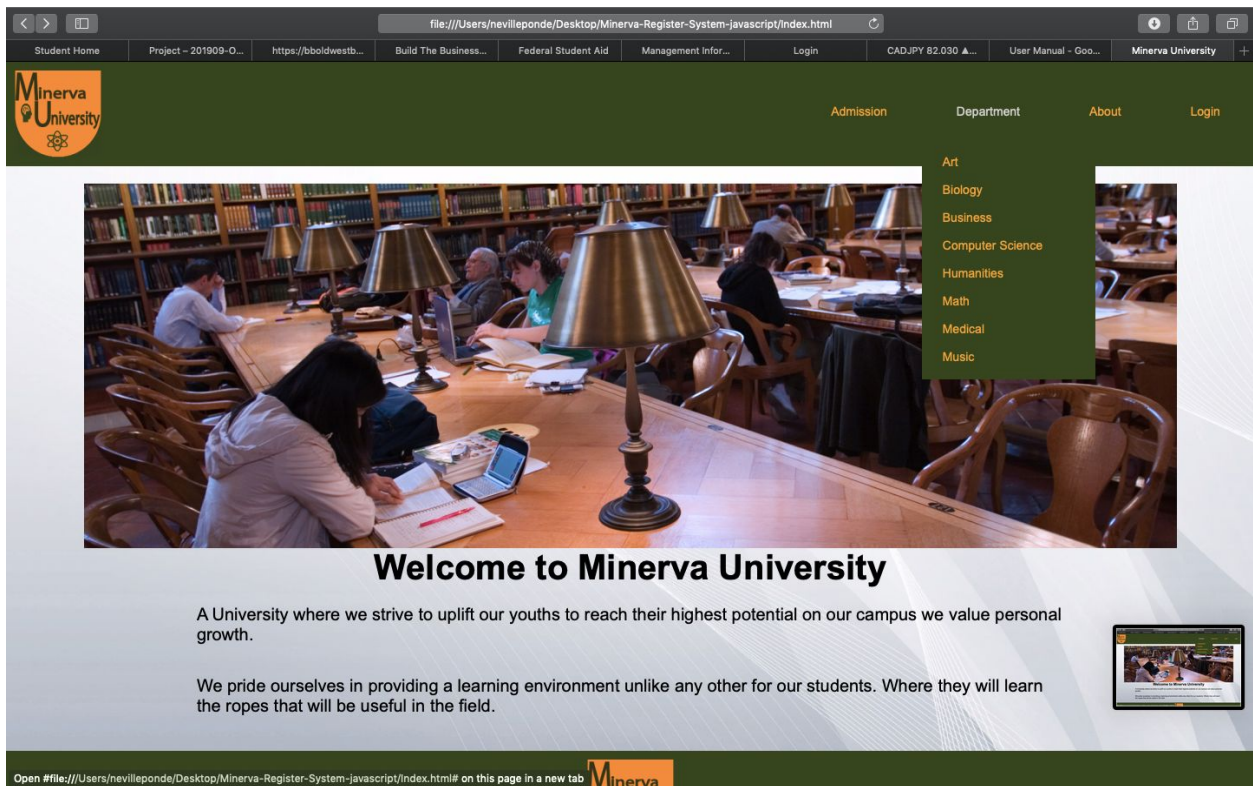 file:///Users/nevilleponde/Desktop/Minerva-Register-System-javascript/Index.html
Student Home
Project – 201909-O...
https://bboldwestb...
Build The Business...
Federal Student Aid
Management Infor...
Login
CADJPY 82.030 ▲...
User Manual - Goo...
Minerva University
Minerva
University
Admission
Department
About
Login
Art
Biology
Business
Computer Science
Humanities
Math
Medical
Music
Welcome to Minerva University
A University where we strive to uplift our youths to reach their highest potential on our campus we value personal
growth.
We pride ourselves in providing a learning environment unlike any other for our students. Where they will learn
the ropes that will be useful in the field.
Open #file:///Users/nevilleponde/Desktop/Minerva-Register-System-javascript/Index.html# on this page in a new tab
Minerva